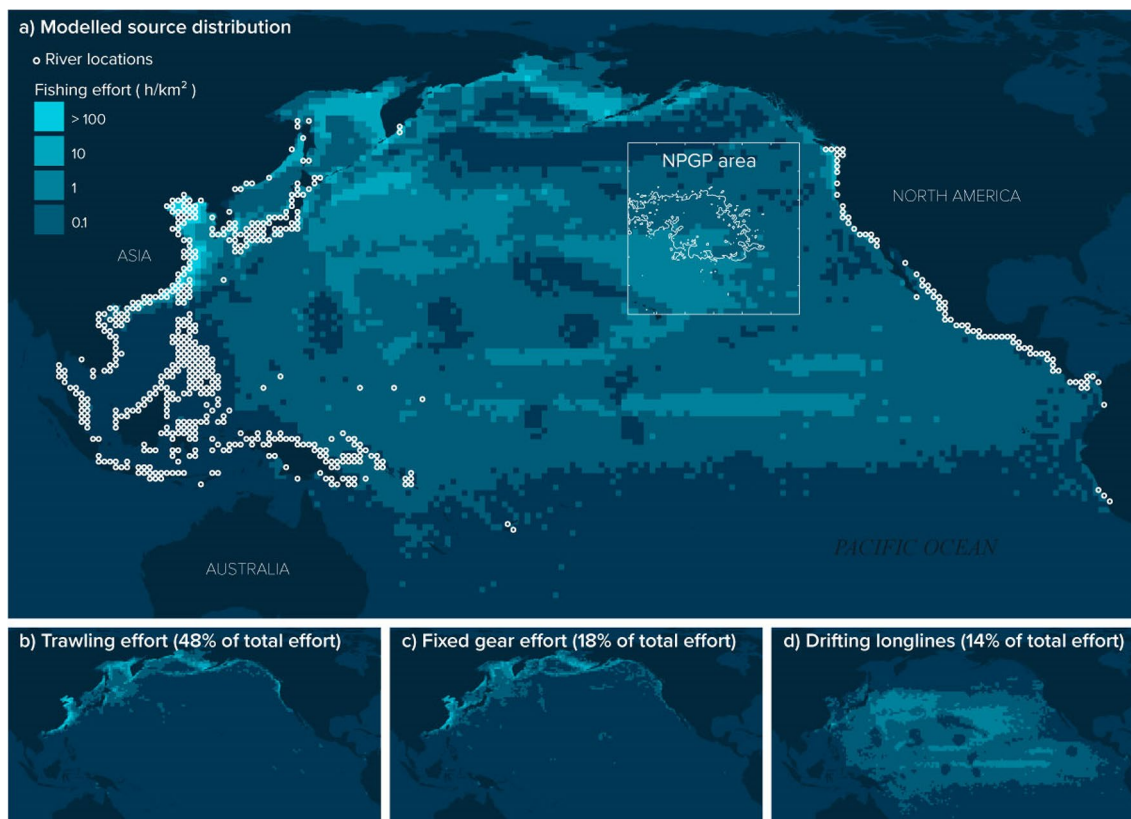 a) Modelled source distribution
River locations
Fishing effort ( h/km² )
> 100
10
1
0.1
NPGP area
NORTH AMERICA
ASIA
PACIFIC OCEAN
AUSTRALIA
b) Trawling effort (48% of total effort)
c) Fixed gear effort (18% of total effort)
d) Drifting longlines (14% of total effort)